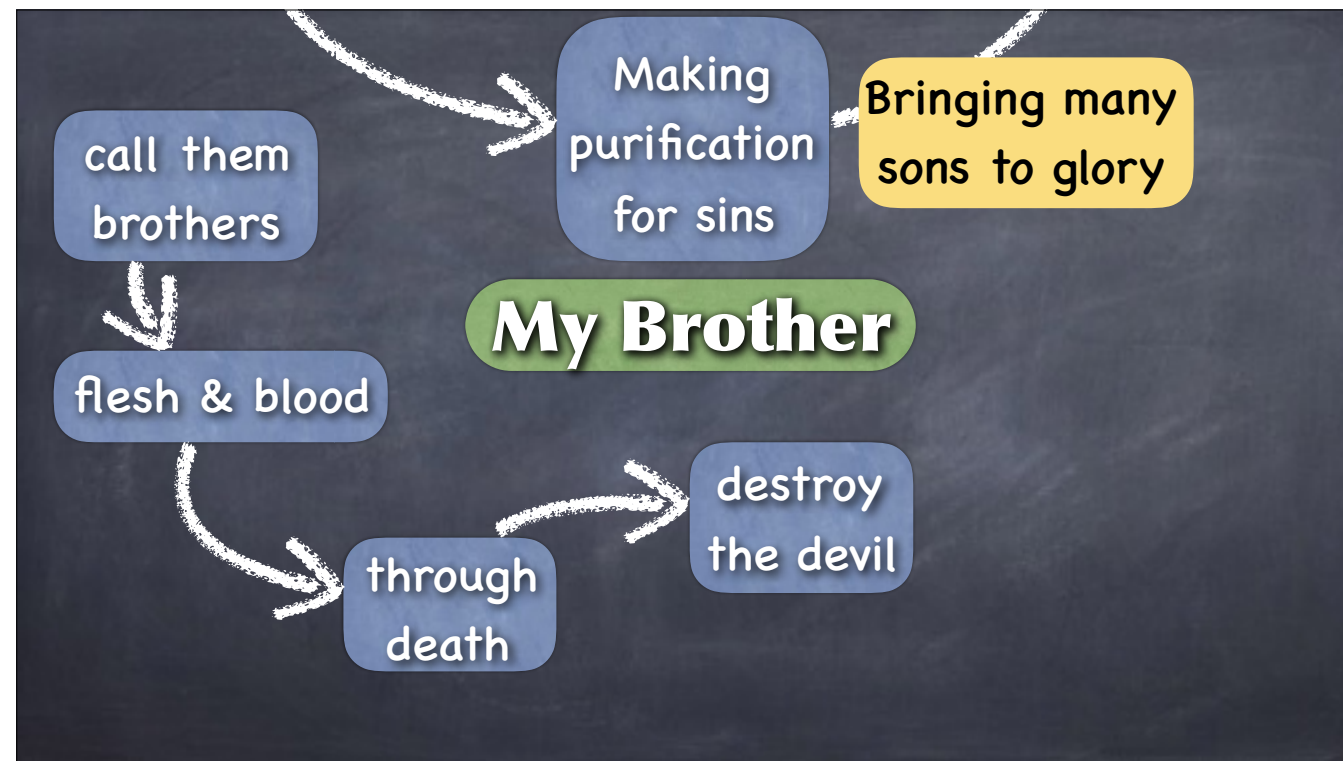 Making
purification
for sins
Bringing many
sons to glory
call them
brothers
My Brother
flesh & blood
through
death
destroy
the devil